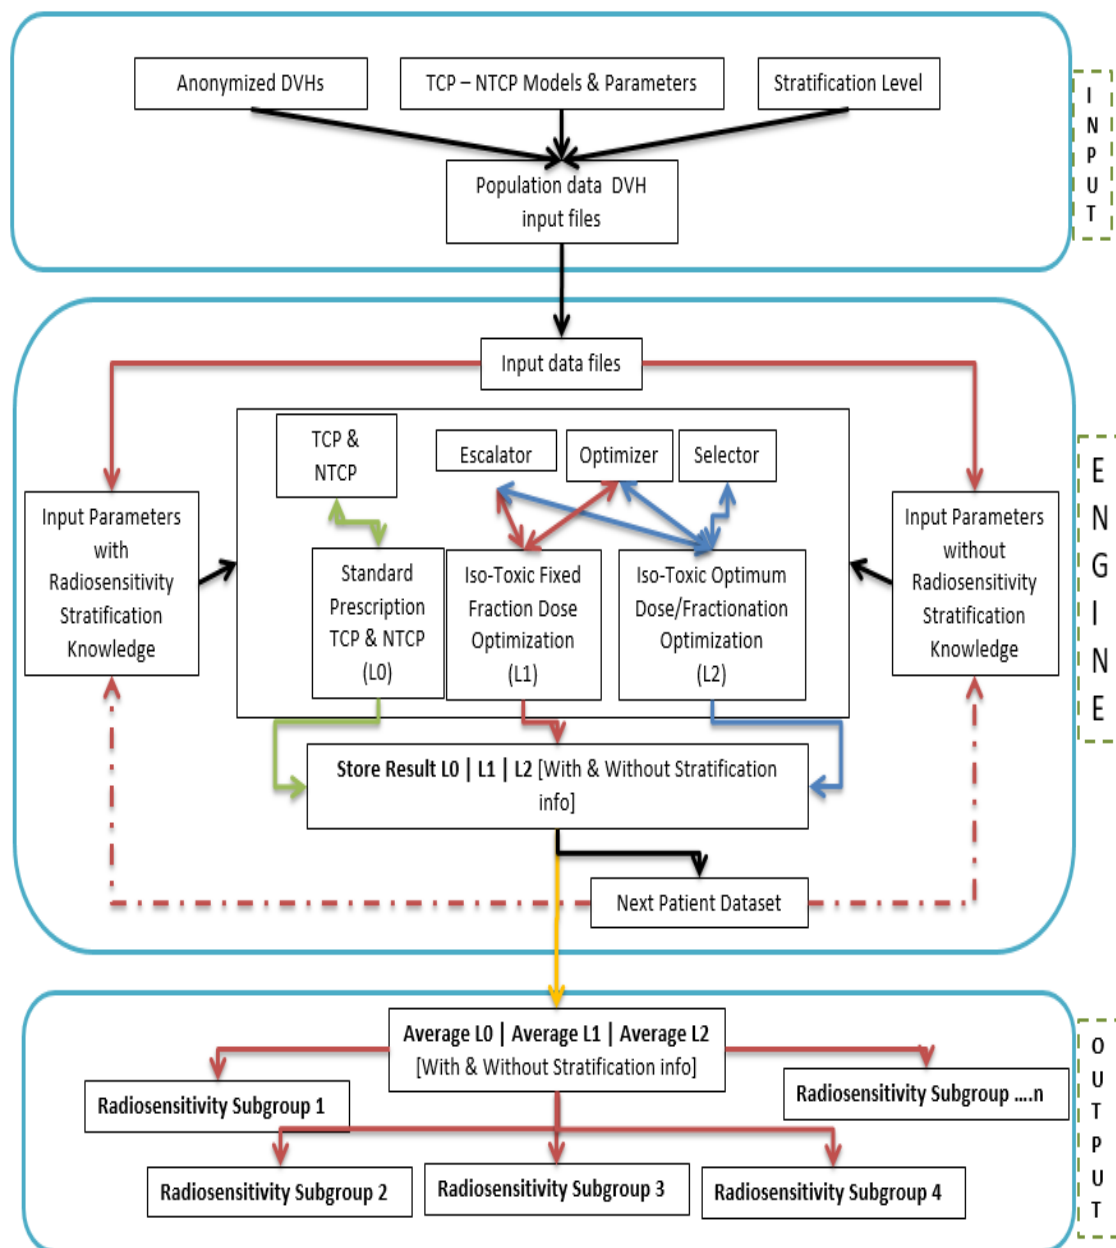 Anonymized DVHs
TCP – NTCP Models & Parameters
Stratification Level
Population data DVH
input files
INPUT
Input data files
TCP &
NTCP
Escalator
Optimizer
Selector
Input Parameters
with
Radiosensitivity
Stratification
Knowledge
Standard
Prescription
TCP & NTCP
(L0)
Iso-Toxic Fixed
Fraction Dose
Optimization
(L1)
Iso-Toxic Optimum
Dose/Fractionation
Optimization
(L2)
Input Parameters
without
Radiosensitivity
Stratification
Knowledge
ENGINE
Store Result L0 | L1 | L2 [With & Without Stratification
info]
Next Patient Dataset
Average L0 | Average L1 | Average L2
[With & Without Stratification info]
Radiosensitivity Subgroup 1
Radiosensitivity Subgroup ....n
Radiosensitivity Subgroup 2
Radiosensitivity Subgroup 3
Radiosensitivity Subgroup 4
OUTPUT